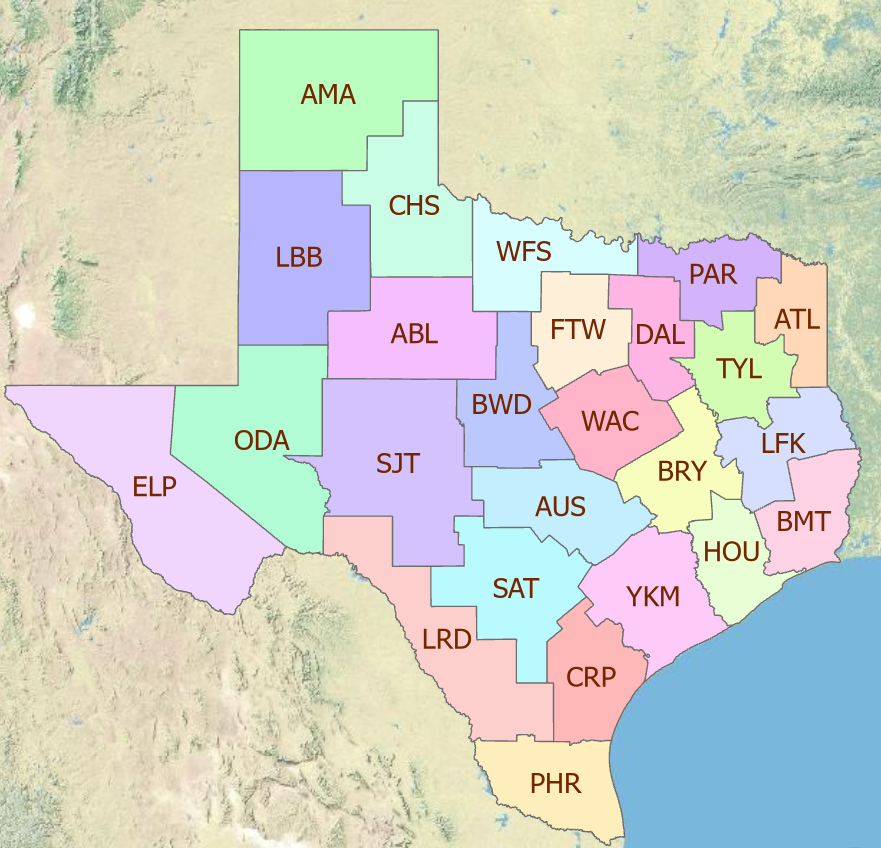 AMA
CHS
LBB
WFS
PAR
ATL
ABL
FTW
DAL
TYL
BWD
WAC
ODA
LFK
SJT
BRY
ELP
AUS
BMT
HOU
SAT
YKM
LRD
CRP
PHR